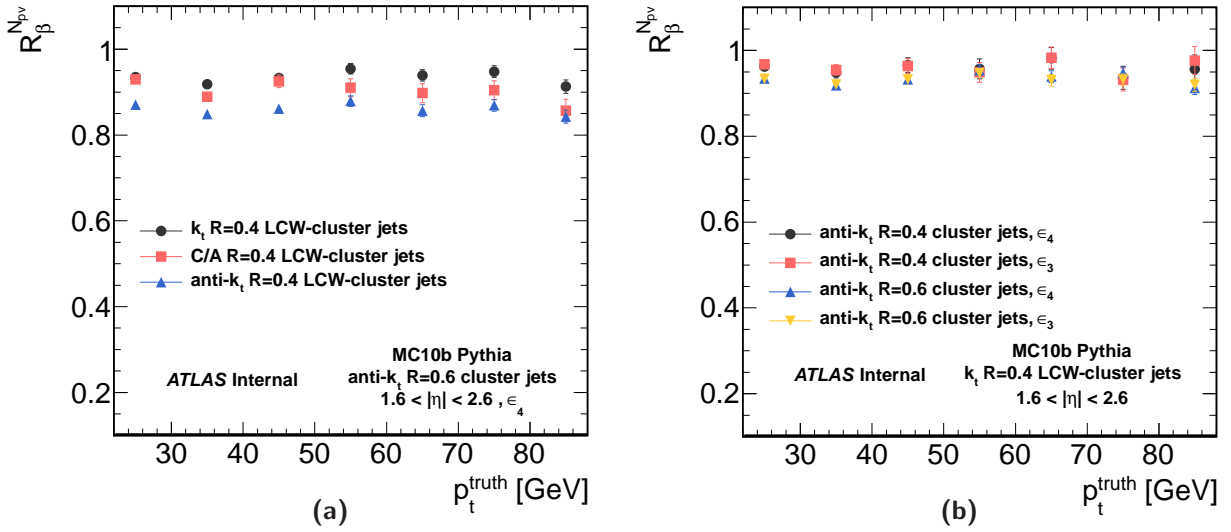 R_β^{N_pv}
1
0.8
0.6
0.4
0.2
k_t R=0.4 LCW-cluster jets
C/A R=0.4 LCW-cluster jets
anti-k_t R=0.4 LCW-cluster jets
MC10b Pythia
ATLAS Internal
anti-k_t R=0.6 cluster jets
1.6 < |η| < 2.6 , ϵ_4
30 40 50 60 70 80
p_t^{truth} [GeV]
(a)
R_β^{N_pv}
1
0.8
0.6
0.4
0.2
anti-k_t R=0.4 cluster jets, ϵ_4
anti-k_t R=0.4 cluster jets, ϵ_3
anti-k_t R=0.6 cluster jets, ϵ_4
anti-k_t R=0.6 cluster jets, ϵ_3
MC10b Pythia
ATLAS Internal
k_t R=0.4 LCW-cluster jets
1.6 < |η| < 2.6
30 40 50 60 70 80
p_t^{truth} [GeV]
(b)